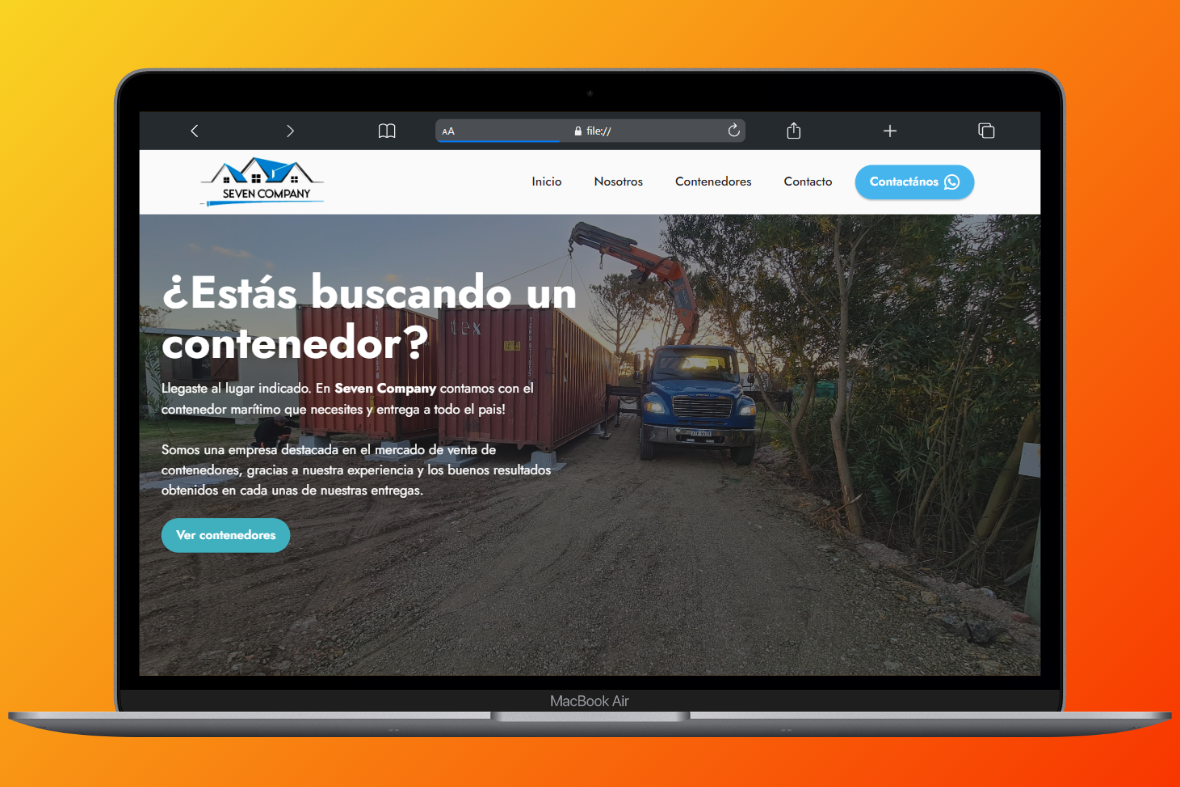 AA
file://
SEVEN COMPANY
Inicio
Nosotros
Contenedores
Contacto
Contactános
¿Estás buscando un
contenedor?
Llegaste al lugar indicado. En Seven Company contamos con el
contenedor marítimo que necesites y entrega a todo el pais!
Somos una empresa destacada en el mercado de venta de
contenedores, gracias a nuestra experiencia y los buenos resultados
obtenidos en cada unas de nuestras entregas.
Ver contenedores
tex
MacBook Air